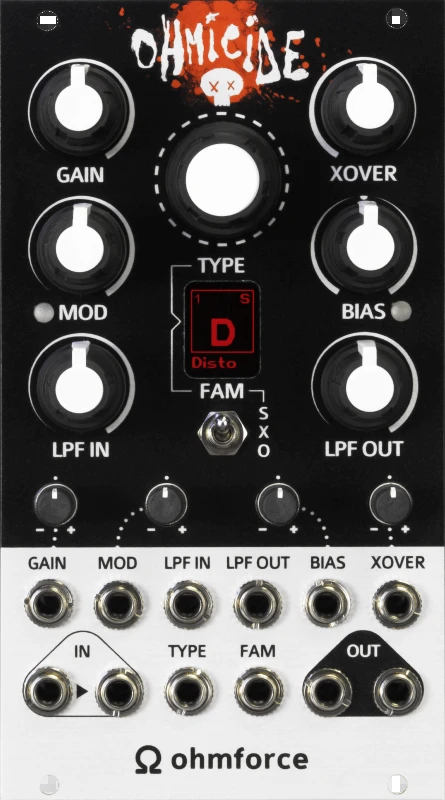 OHMiCiDE
GAIN
XOVER
TYPE
MOD
BIAS
1 S
D
Disto
FAM
S
X
O
LPF IN
LPF OUT
- +
- +
- +
- +
GAIN MOD LPF IN LPF OUT BIAS XOVER
IN TYPE FAM OUT
Ω ohmforce